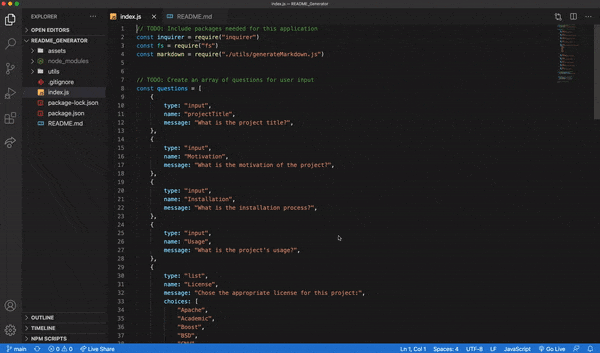 index.js — README_Generator
EXPLORER
OPEN EDITORS
README_GENERATOR
assets
node_modules
utils
.gitignore
index.js
package-lock.json
package.json
README.md
OUTLINE
TIMELINE
NPM SCRIPTS
index.js
README.md
1 // TODO: Include packages needed for this application
2 const inquirer = require("inquirer")
3 const fs = require("fs")
4 const markdown = require("./utils/generateMarkdown.js")
5
6
7 // TODO: Create an array of questions for user input
8 const questions = [
9 {
10 type: "input",
11 name: "projectTitle",
12 message: "What is the project title?",
13 },
14 {
15 type: "input",
16 name: "Motivation",
17 message: "What is the motivation of the project?",
18 },
19 {
20 type: "input",
21 name: "Installation",
22 message: "What is the installation process?",
23 },
24 {
25 type: "input",
26 name: "Usage",
27 message: "What is the project's usage?",
28 },
29 {
30 type: "list",
31 name: "License",
32 message: "Chose the appropriate license for this project:",
33 choices: [
34 "Apache",
35 "Academic",
36 "Boost",
37 "BSD",
main 0 0 Live Share Ln 1, Col 1 Spaces: 4 UTF-8 LF JavaScript Go Live